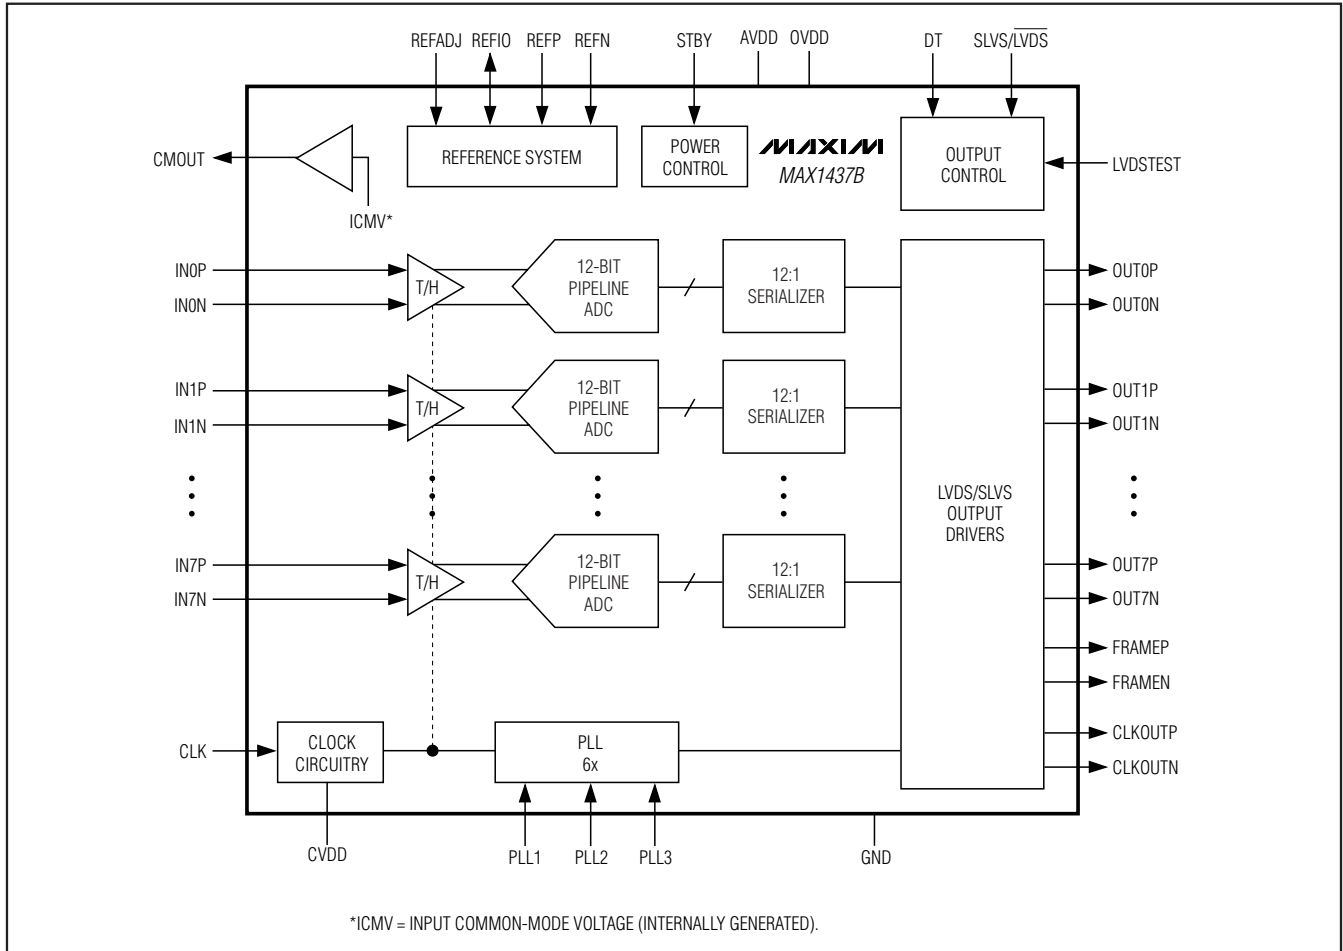 REFADJ REFIO REFP REFN STBY AVDD OVDD DT SLVS/LVDS
CMOUT
ICMV*
REFERENCE SYSTEM
POWER
CONTROL
MAXIM
MAX1437B
OUTPUT
CONTROL
LVDSTEST
IN0P
IN0N
T/H
12-BIT
PIPELINE
ADC
12:1
SERIALIZER
OUT0P
OUT0N
IN1P
IN1N
T/H
12-BIT
PIPELINE
ADC
12:1
SERIALIZER
OUT1P
OUT1N
LVDS/SLVS
OUTPUT
DRIVERS
IN7P
IN7N
T/H
12-BIT
PIPELINE
ADC
12:1
SERIALIZER
OUT7P
OUT7N
FRAMEP
FRAMEN
CLK
CLOCK
CIRCUITRY
PLL
6x
CLKOUTP
CLKOUTN
CVDD
PLL1 PLL2 PLL3
GND
*ICMV = INPUT COMMON-MODE VOLTAGE (INTERNALLY GENERATED).